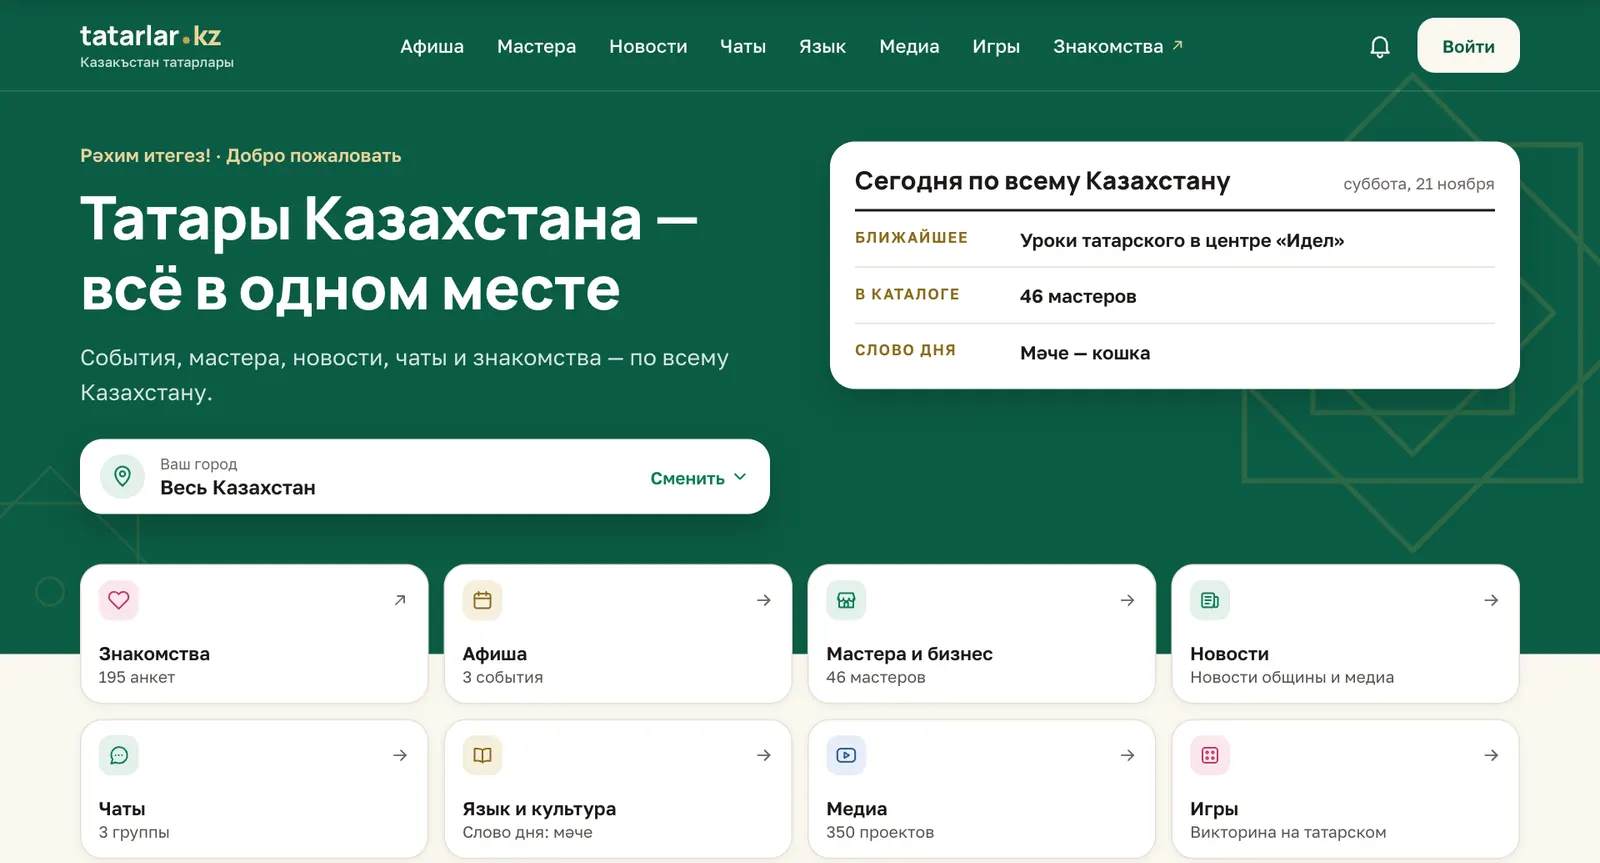 tatarlar.kz
Казакъстан татарлары
Афиша
Мастера
Новости
Чаты
Язык
Медиа
Игры
Знакомства ↗
Войти
Рәхим итегез! · Добро пожаловать
Татары Казахстана —
всё в одном месте
События, мастера, новости, чаты и знакомства — по всему
Казахстану.
Ваш город
Весь Казахстан
Сменить
Сегодня по всему Казахстану
суббота, 21 ноября
БЛИЖАЙШЕЕ
Уроки татарского в центре «Идел»
В КАТАЛОГЕ
46 мастеров
СЛОВО ДНЯ
Мәче — кошка
Знакомства
195 анкет
Афиша
3 события
Мастера и бизнес
46 мастеров
Новости
Новости общины и медиа
Чаты
3 группы
Язык и культура
Слово дня: мәче
Медиа
350 проектов
Игры
Викторина на татарском